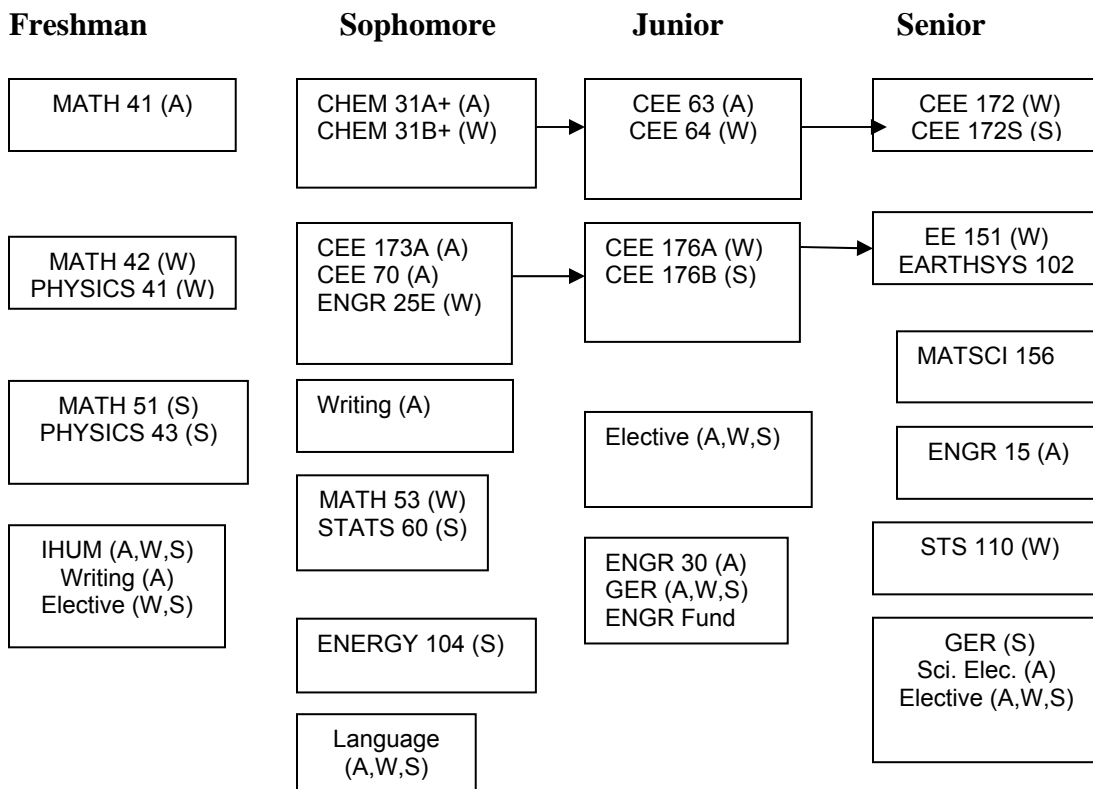 Freshman
Sophomore
Junior
Senior
MATH 41 (A)
MATH 42 (W)
PHYSICS 41 (W)
MATH 51 (S)
PHYSICS 43 (S)
IHUM (A,W,S)
Writing (A)
Elective (W,S)
CHEM 31A+ (A)
CHEM 31B+ (W)
CEE 173A (A)
CEE 70 (A)
ENGR 25E (W)
Writing (A)
MATH 53 (W)
STATS 60 (S)
ENERGY 104 (S)
Language
(A,W,S)
CEE 63 (A)
CEE 64 (W)
CEE 176A (W)
CEE 176B (S)
Elective (A,W,S)
ENGR 30 (A)
GER (A,W,S)
ENGR Fund
CEE 172 (W)
CEE 172S (S)
EE 151 (W)
EARTHSYS 102
MATSCI 156
ENGR 15 (A)
STS 110 (W)
GER (S)
Sci. Elec. (A)
Elective (A,W,S)